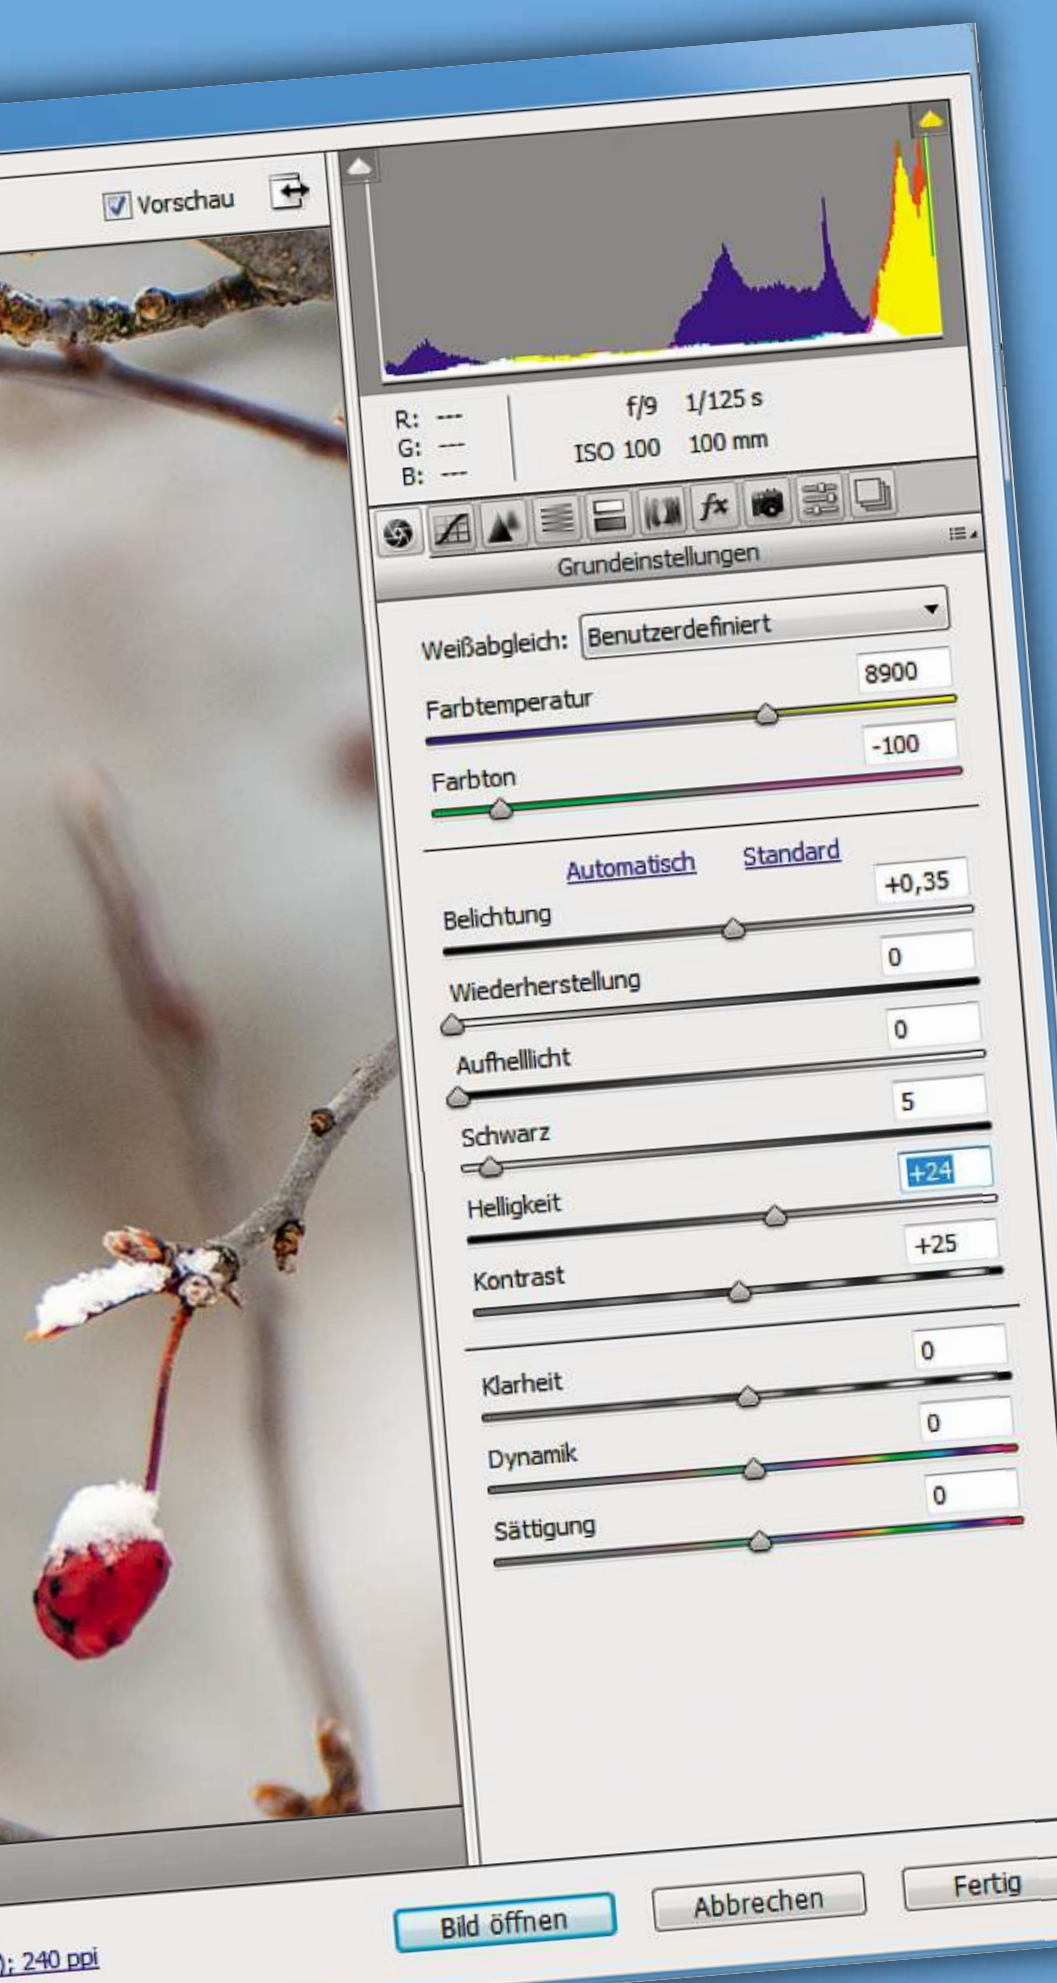 Vorschau
R: ---
G: ---
B: ---
f/9 1/125 s
ISO 100 100 mm
fx
Grundeinstellungen
Weißabgleich: Benutzerdefiniert
Farbtemperatur 8900
Farbton -100
Automatisch Standard
Belichtung +0,35
Wiederherstellung 0
Aufhelllicht 0
Schwarz 5
Helligkeit +24
Kontrast +25
Klarheit 0
Dynamik 0
Sättigung 0
); 240 ppi
Bild öffnen Abbrechen Fertig